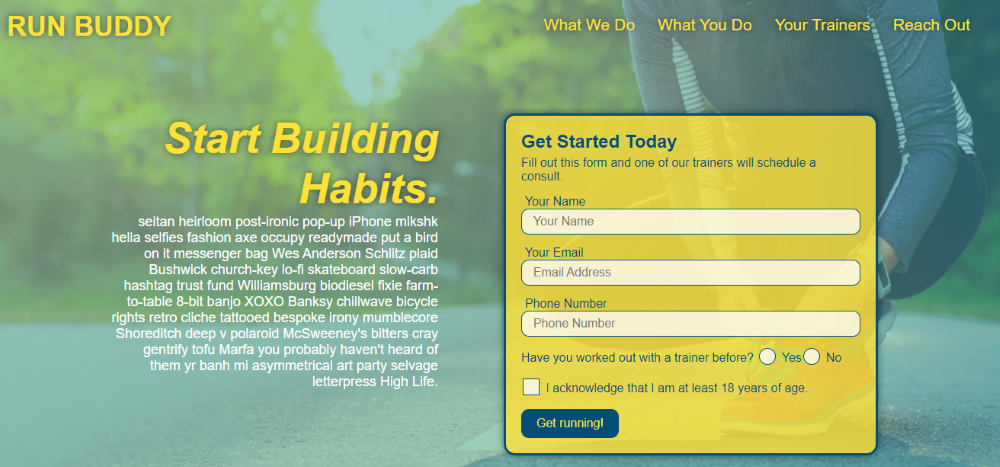 RUN BUDDY
What We Do What You Do Your Trainers Reach Out
Start Building
Habits.
seitan heirloom post-ironic pop-up iPhone mlkshk
hella selfies fashion axe occupy readymade put a bird
on it messenger bag Wes Anderson Schlitz plaid
Bushwick church-key lo-fi skateboard slow-carb
hashtag trust fund Williamsburg biodiesel fixie farm-
to-table 8-bit banjo XOXO Banksy chillwave bicycle
rights retro cliche tattooed bespoke irony mumblecore
Shoreditch deep v polaroid McSweeney's bitters cray
gentrify tofu Marfa you probably haven't heard of
them yr banh mi asymmetrical art party selvage
letterpress High Life.
Get Started Today
Fill out this form and one of our trainers will schedule a
consult.
Your Name
Your Name
Your Email
Email Address
Phone Number
Phone Number
Have you worked out with a trainer before? Yes No
I acknowledge that I am at least 18 years of age.
Get running!